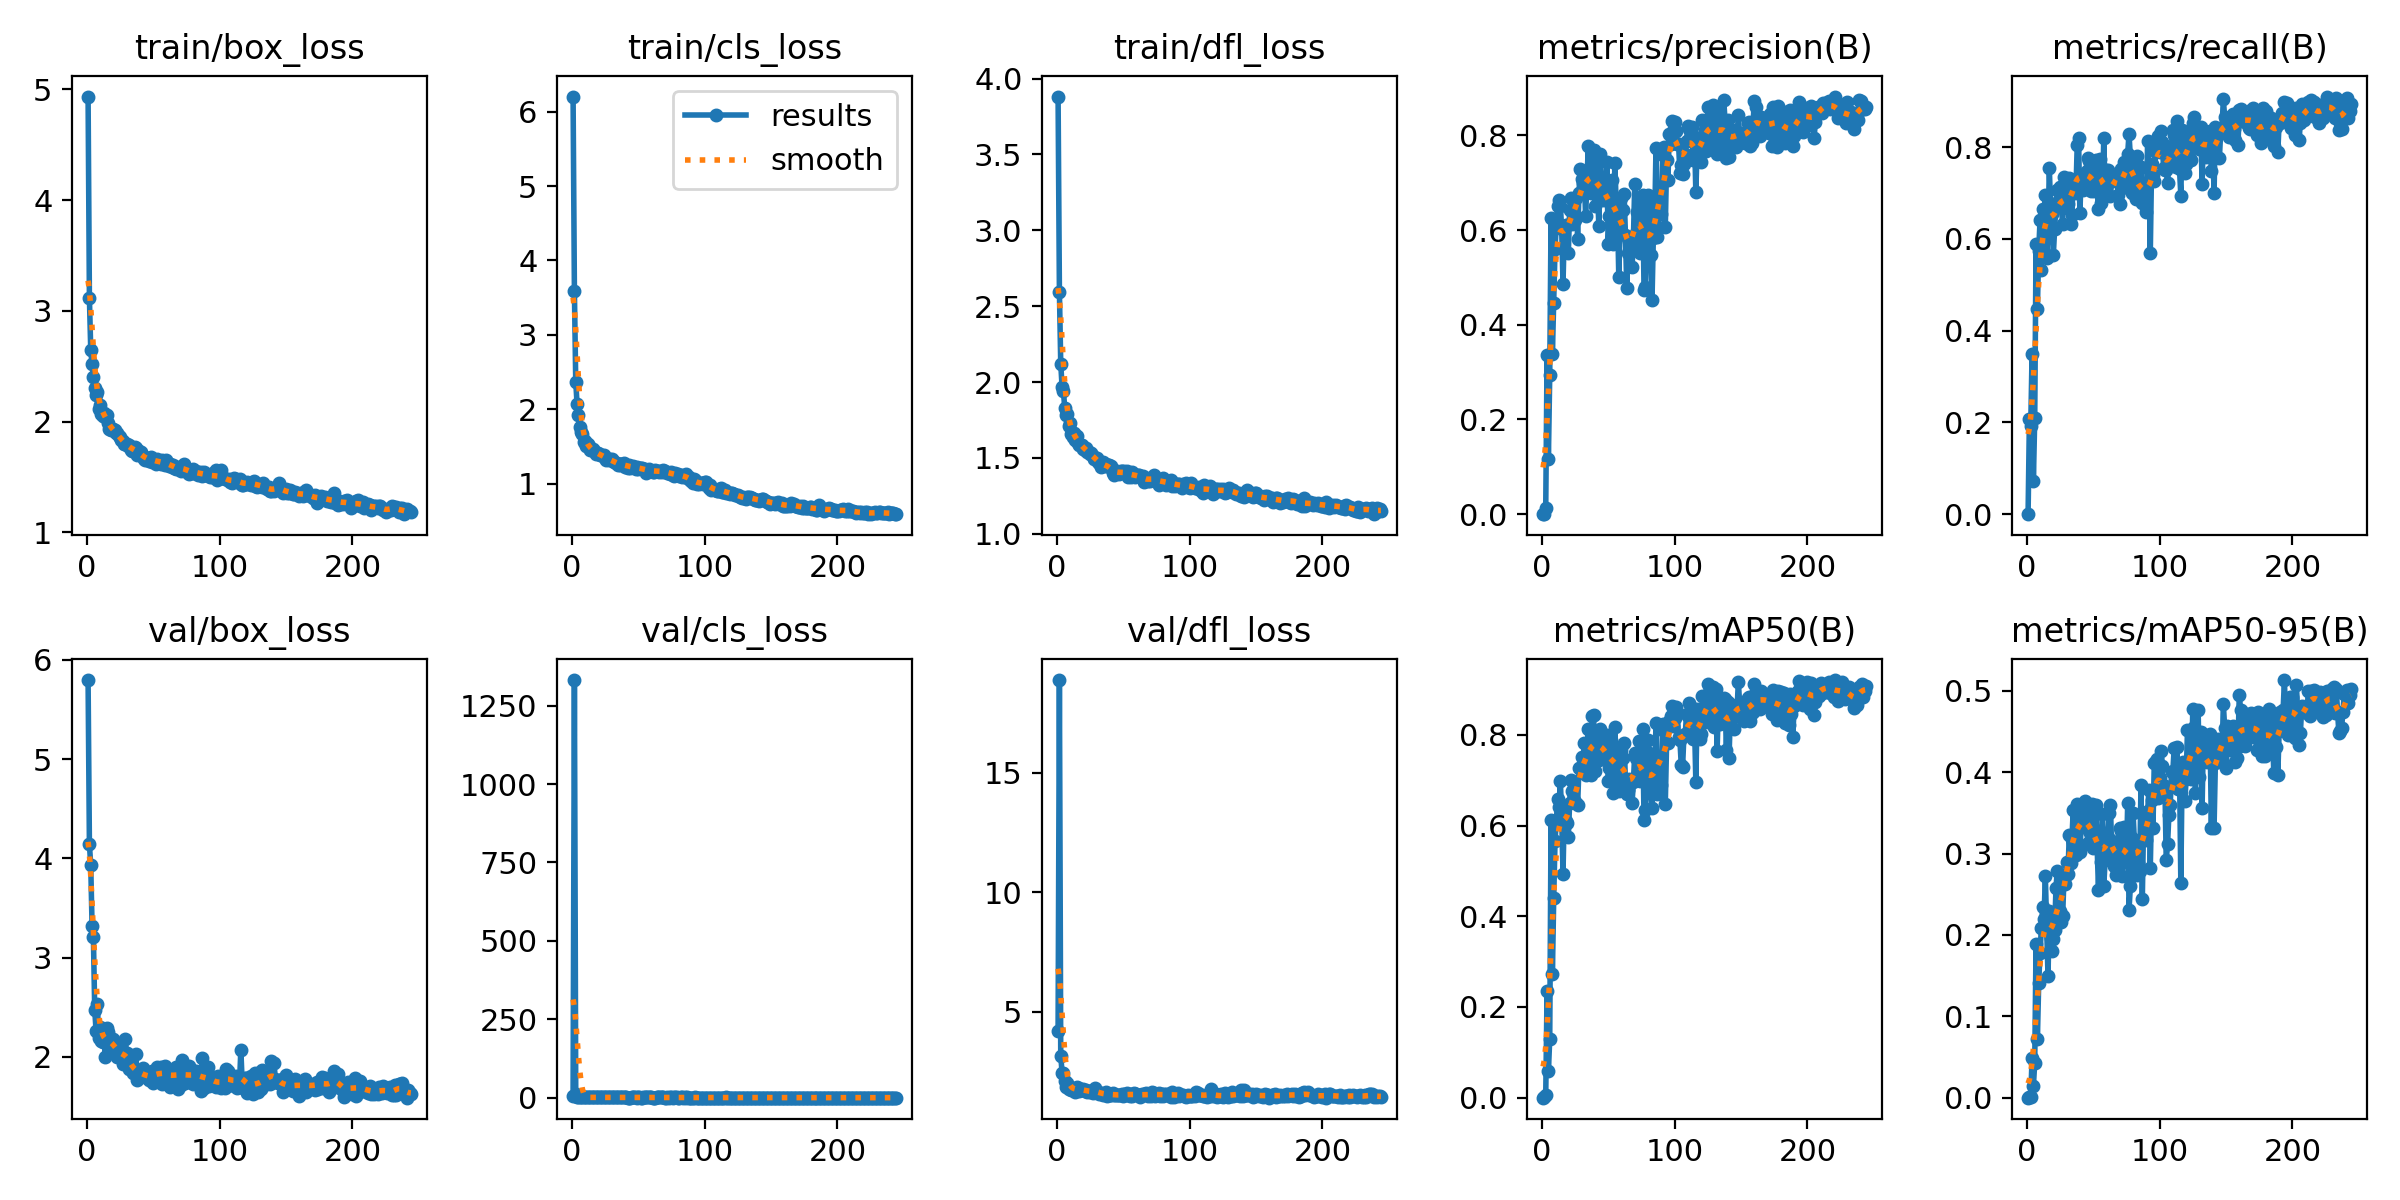 train/box_loss
5
4
3
2
1
0 100 200
train/cls_loss
results
smooth
6
5
4
3
2
1
0 100 200
train/dfl_loss
4.0
3.5
3.0
2.5
2.0
1.5
1.0
0 100 200
metrics/precision(B)
0.8
0.6
0.4
0.2
0.0
0 100 200
metrics/recall(B)
0.8
0.6
0.4
0.2
0.0
0 100 200
val/box_loss
6
5
4
3
2
0 100 200
val/cls_loss
1250
1000
750
500
250
0
0 100 200
val/dfl_loss
15
10
5
0 100 200
metrics/mAP50(B)
0.8
0.6
0.4
0.2
0.0
0 100 200
metrics/mAP50-95(B)
0.5
0.4
0.3
0.2
0.1
0.0
0 100 200